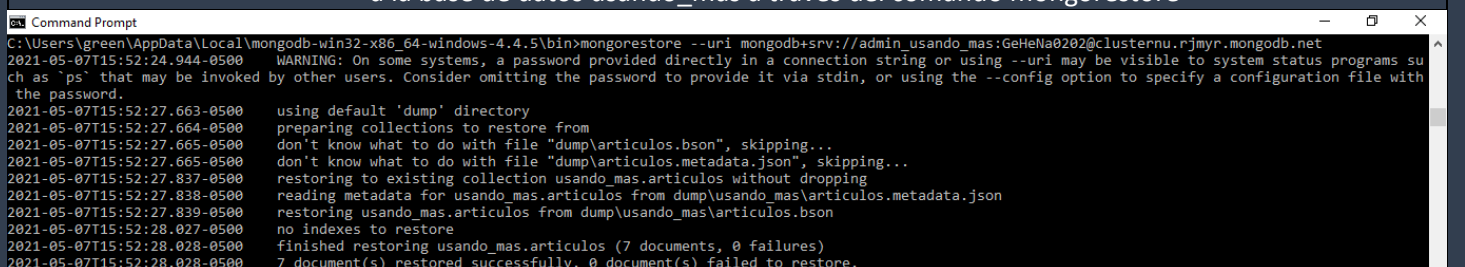 a la base de datos usando_mas a través del comando mongorestore
Command Prompt
C:\Users\green\AppData\Local\mongodb-win32-x86_64-windows-4.4.5\bin>mongorestore --uri mongodb+srv://admin_usando_mas:GeHeNa0202@clusternu.rjmyr.mongodb.net
2021-05-07T15:52:24.944-0500 WARNING: On some systems, a password provided directly in a connection string or using --uri may be visible to system status programs su
ch as `ps` that may be invoked by other users. Consider omitting the password to provide it via stdin, or using the --config option to specify a configuration file with
the password.
2021-05-07T15:52:27.663-0500 using default 'dump' directory
2021-05-07T15:52:27.664-0500 preparing collections to restore from
2021-05-07T15:52:27.665-0500 don't know what to do with file "dump\articulos.bson", skipping...
2021-05-07T15:52:27.665-0500 don't know what to do with file "dump\articulos.metadata.json", skipping...
2021-05-07T15:52:27.837-0500 restoring to existing collection usando_mas.articulos without dropping
2021-05-07T15:52:27.838-0500 reading metadata for usando_mas.articulos from dump\usando_mas\articulos.metadata.json
2021-05-07T15:52:27.839-0500 restoring usando_mas.articulos from dump\usando_mas\articulos.bson
2021-05-07T15:52:28.027-0500 no indexes to restore
2021-05-07T15:52:28.028-0500 finished restoring usando_mas.articulos (7 documents, 0 failures)
2021-05-07T15:52:28.028-0500 7 document(s) restored successfully. 0 document(s) failed to restore.